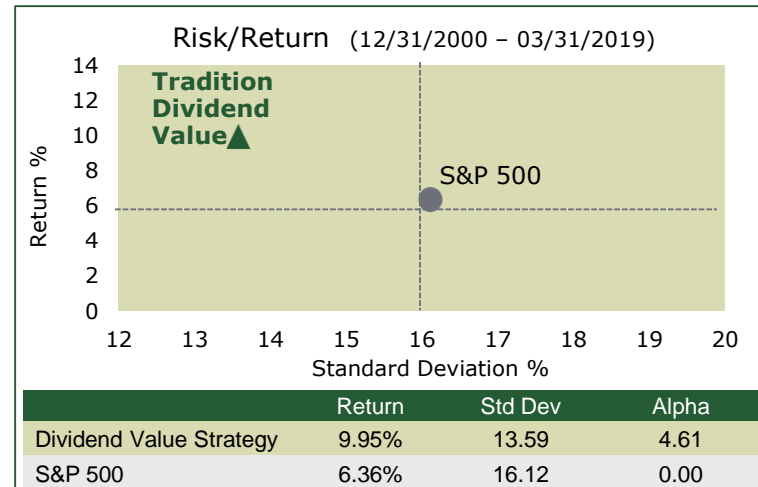 Risk/Return (12/31/2000 – 03/31/2019)
14
12
10
8
6
4
2
0
Return %
Tradition
Dividend
Value
S&P 500
12 13 14 15 16 17 18 19 20
Standard Deviation %
Return Std Dev Alpha
Dividend Value Strategy 9.95% 13.59 4.61
S&P 500 6.36% 16.12 0.00